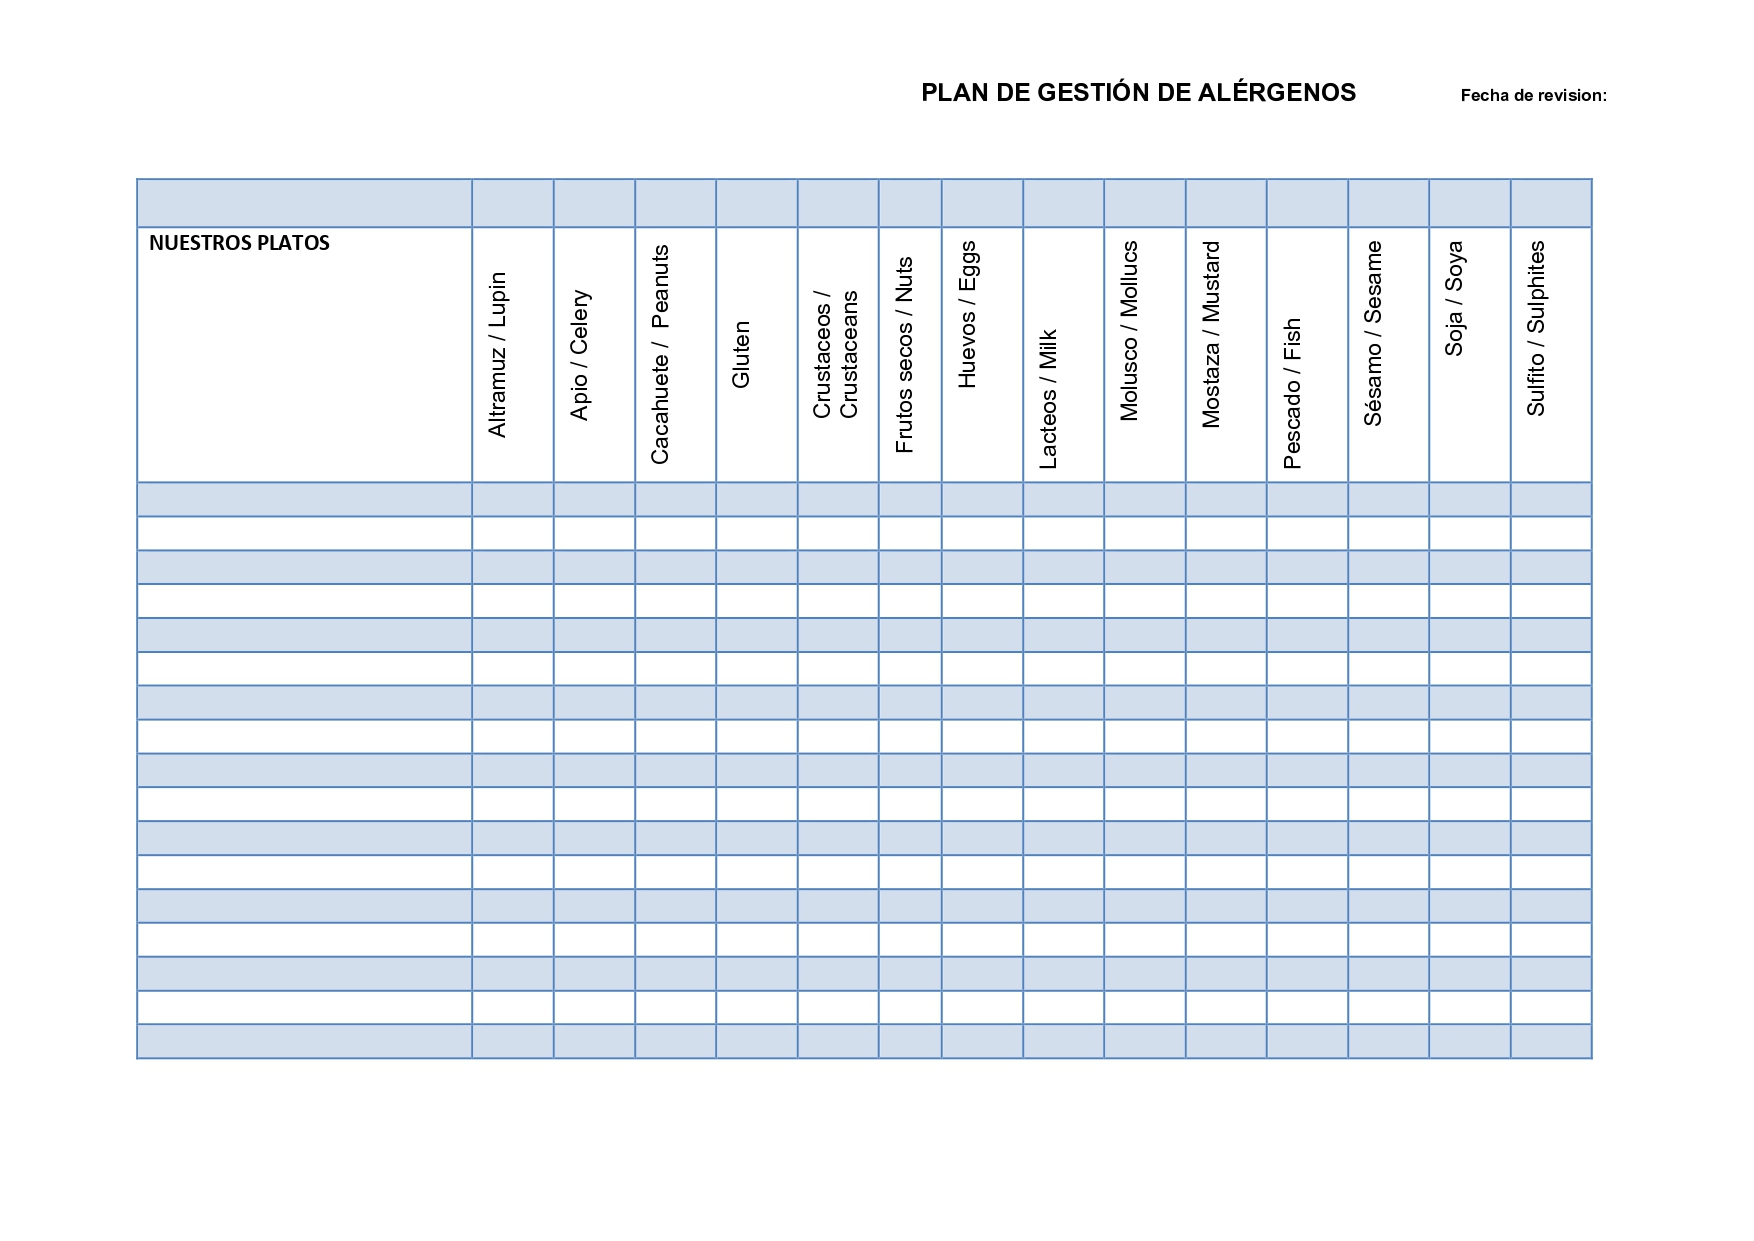 PLAN DE GESTIÓN DE ALÉRGENOS
Fecha de revision:
NUESTROS PLATOS
Altramuz / Lupin
Apio / Celery
Cacahuete / Peanuts
Gluten
Crustaceos /
Crustaceans
Frutos secos / Nuts
Huevos / Eggs
Lacteos / Milk
Molusco / Mollucs
Mostaza / Mustard
Pescado / Fish
Sésamo / Sesame
Soja / Soya
Sulfito / Sulphites